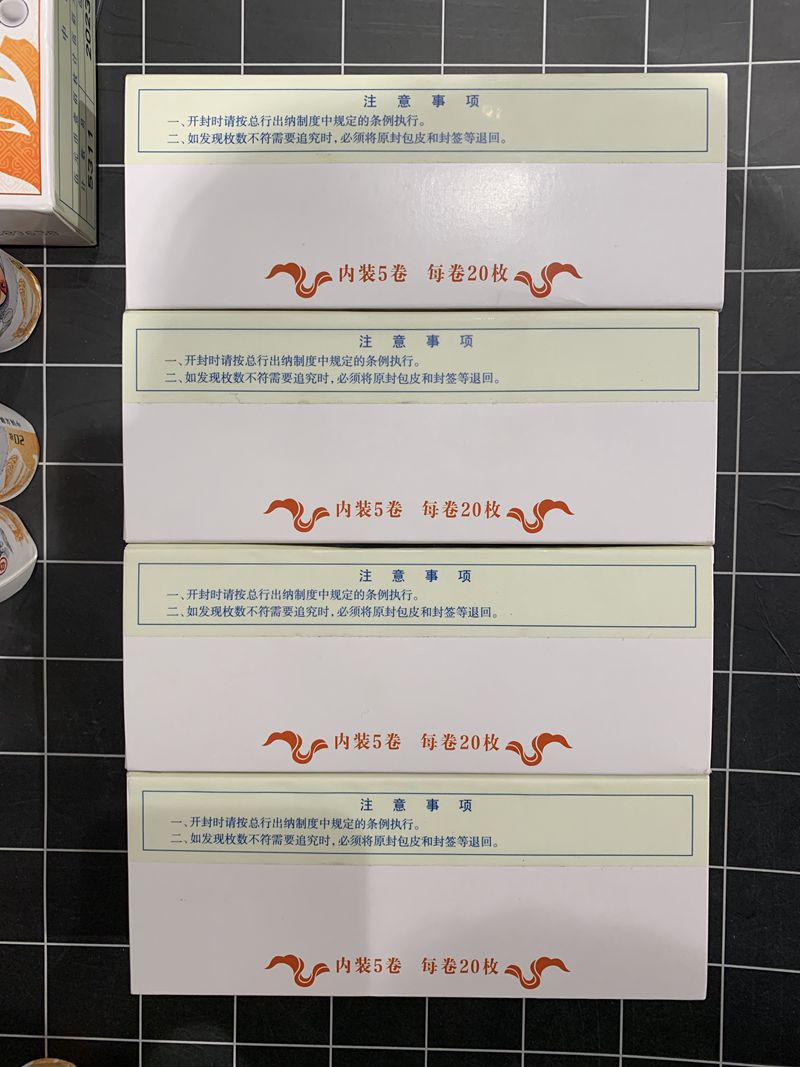 2023
5311
注意事项
一、开封时请按总行出纳制度中规定的条例执行。
二、如发现枚数不符需要追究时，必须将原封包皮和封签等退回。
内装5卷 每卷20枚
注意事项
一、开封时请按总行出纳制度中规定的条例执行。
二、如发现枚数不符需要追究时，必须将原封包皮和封签等退回。
内装5卷 每卷20枚
注意事项
一、开封时请按总行出纳制度中规定的条例执行。
二、如发现枚数不符需要追究时，必须将原封包皮和封签等退回。
内装5卷 每卷20枚
注意事项
一、开封时请按总行出纳制度中规定的条例执行。
二、如发现枚数不符需要追究时，必须将原封包皮和封签等退回。
内装5卷 每卷20枚